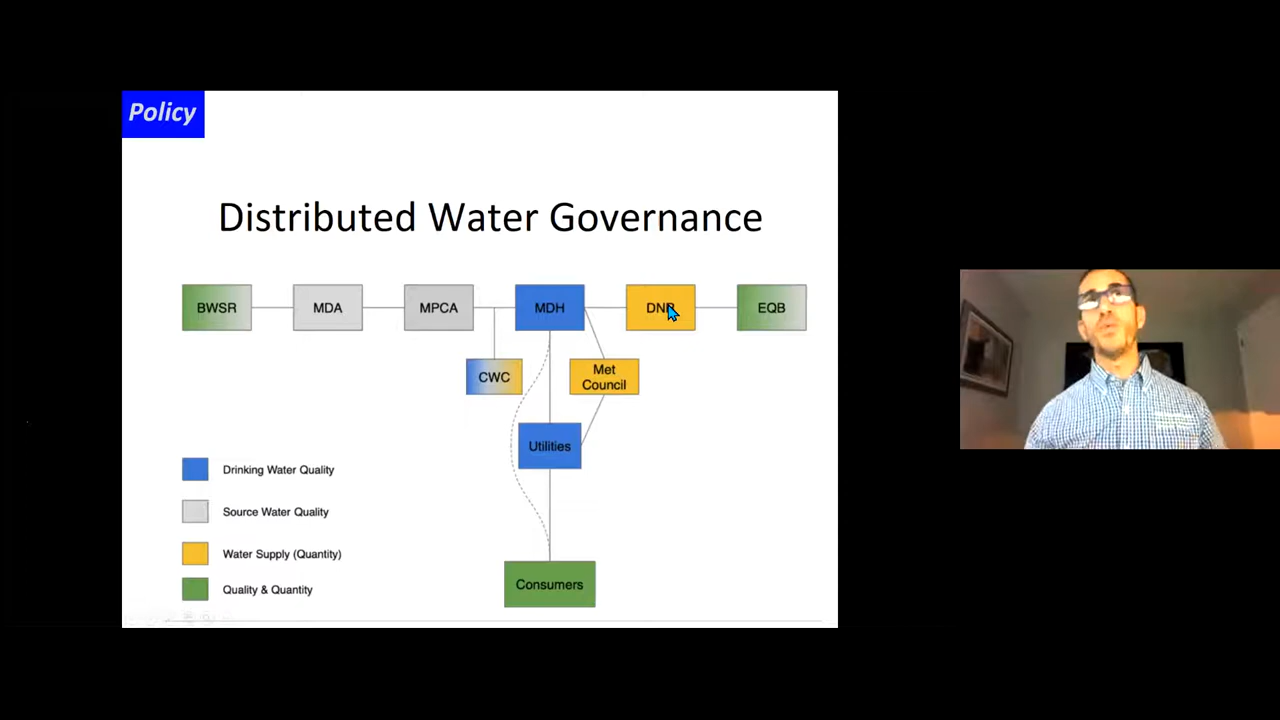 Policy
Distributed Water Governance
BWSR
MDA
MPCA
MDH
DNR
EQB
CWC
Met
Council
Utilities
Drinking Water Quality
Source Water Quality
Water Supply (Quantity)
Quality & Quantity
Consumers